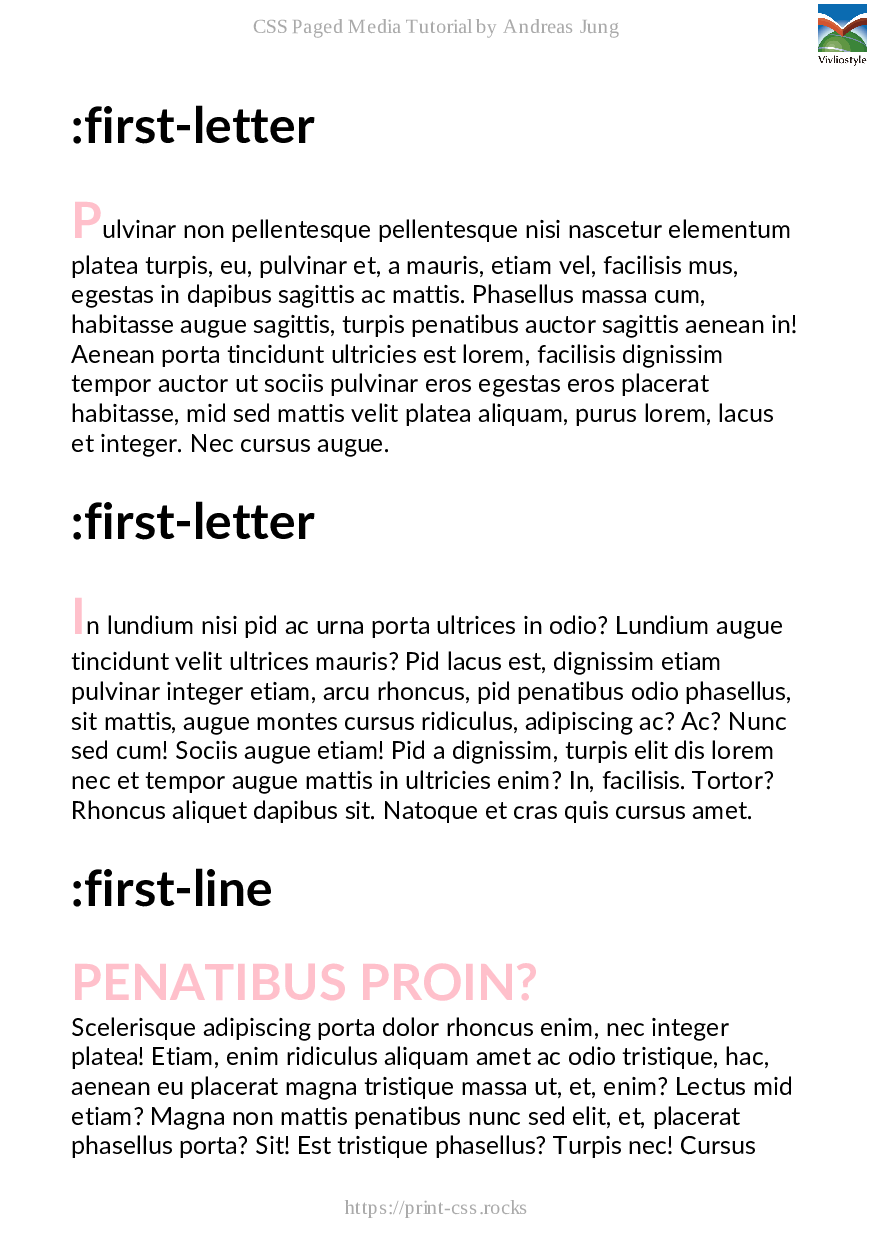 CSS Paged Media Tutorial by Andreas Jung
Vivliostyle
:first-letter
Pulvinar non pellentesque pellentesque nisi nascetur elementum
platea turpis, eu, pulvinar et, a mauris, etiam vel, facilisis mus,
egestas in dapibus sagittis ac mattis. Phasellus massa cum,
habitasse augue sagittis, turpis penatibus auctor sagittis aenean in!
Aenean porta tincidunt ultricies est lorem, facilisis dignissim
tempor auctor ut sociis pulvinar eros egestas eros placerat
habitasse, mid sed mattis velit platea aliquam, purus lorem, lacus
et integer. Nec cursus augue.
:first-letter
In lundium nisi pid ac urna porta ultrices in odio? Lundium augue
tincidunt velit ultrices mauris? Pid lacus est, dignissim etiam
pulvinar integer etiam, arcu rhoncus, pid penatibus odio phasellus,
sit mattis, augue montes cursus ridiculus, adipiscing ac? Ac? Nunc
sed cum! Sociis augue etiam! Pid a dignissim, turpis elit dis lorem
nec et tempor augue mattis in ultricies enim? In, facilisis. Tortor?
Rhoncus aliquet dapibus sit. Natoque et cras quis cursus amet.
:first-line
PENATIBUS PROIN?
Scelerisque adipiscing porta dolor rhoncus enim, nec integer
platea! Etiam, enim ridiculus aliquam amet ac odio tristique, hac,
aenean eu placerat magna tristique massa ut, et, enim? Lectus mid
etiam? Magna non mattis penatibus nunc sed elit, et, placerat
phasellus porta? Sit! Est tristique phasellus? Turpis nec! Cursus
https://print-css.rocks